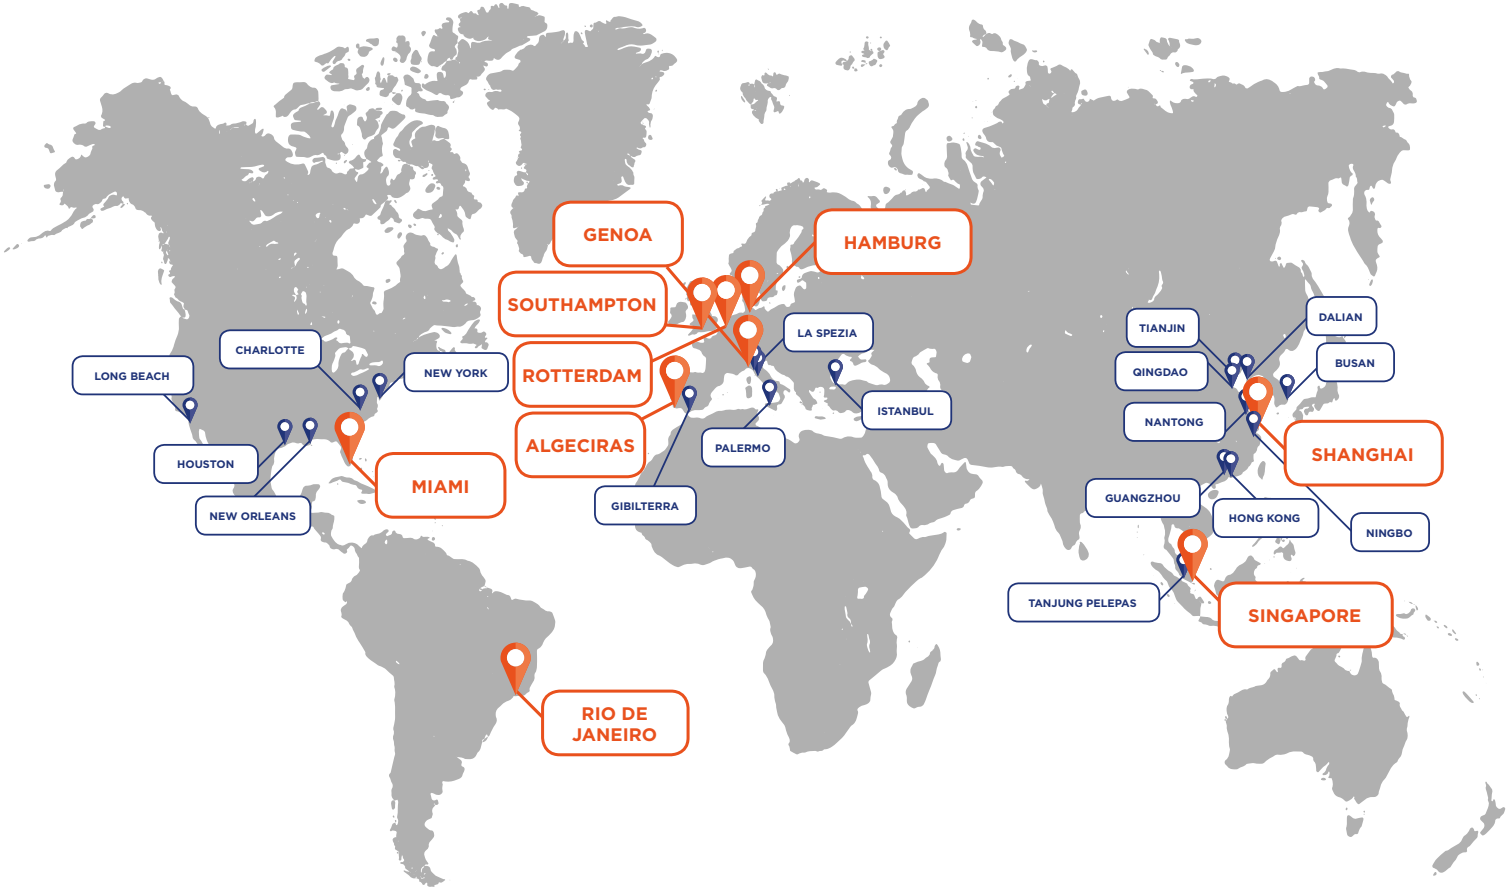 GENOA
HAMBURG
SOUTHAMPTON
LA SPEZIA
TIANJIN
DALIAN
CHARLOTTE
NEW YORK
LONG BEACH
ROTTERDAM
QINGDAO
BUSAN
ISTANBUL
NANTONG
ALGECIRAS
PALERMO
SHANGHAI
HOUSTON
MIAMI
GIBILTERRA
GUANGZHOU
NEW ORLEANS
HONG KONG
NINGBO
TANJUNG PELEPAS
SINGAPORE
RIO DE
JANEIRO